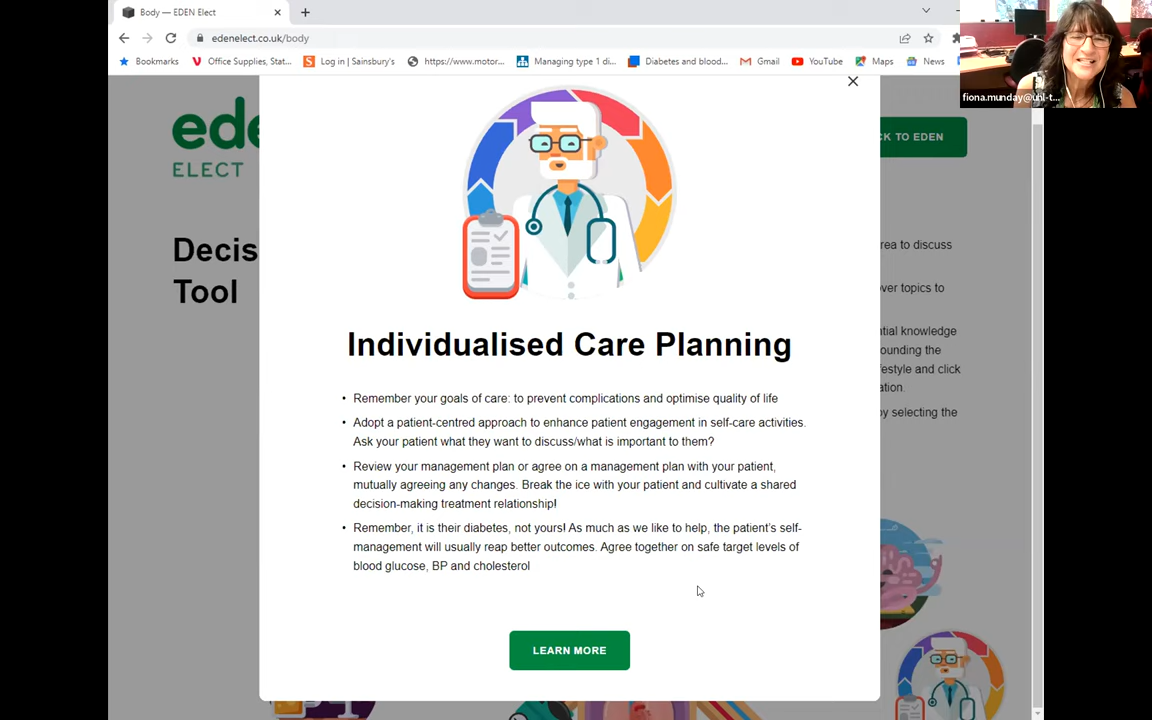 Body — EDEN Elect
edenelect.co.uk/body
Bookmarks
Office Supplies, Stat...
Log in | Sainsbury's
https://www.motor...
Managing type 1 di...
Diabetes and blood...
Gmail
YouTube
Maps
News
fiona.munday@uhl-t...
ede
ELECT
CK TO EDEN
Decis
Tool
rea to discuss
ver topics to
ntial knowledge
ounding the
festyle and click
ation.
by selecting the
Individualised Care Planning
• Remember your goals of care: to prevent complications and optimise quality of life
• Adopt a patient-centred approach to enhance patient engagement in self-care activities.
Ask your patient what they want to discuss/what is important to them?
• Review your management plan or agree on a management plan with your patient,
mutually agreeing any changes. Break the ice with your patient and cultivate a shared
decision-making treatment relationship!
• Remember, it is their diabetes, not yours! As much as we like to help, the patient's self-
management will usually reap better outcomes. Agree together on safe target levels of
blood glucose, BP and cholesterol
LEARN MORE